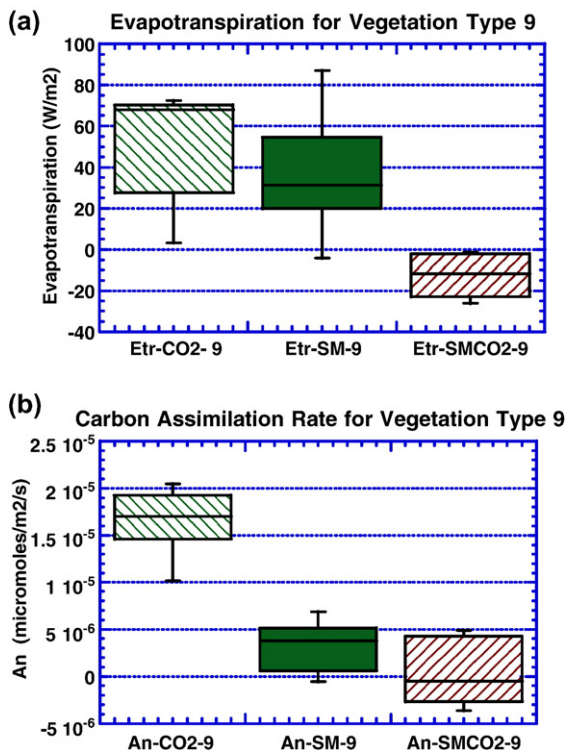 (a)
Evapotranspiration for Vegetation Type 9
Evapotranspiration (W/m2)
100
80
60
40
20
0
-20
-40
Etr-CO2- 9 Etr-SM-9 Etr-SMCO2-9
(b)
Carbon Assimilation Rate for Vegetation Type 9
An (micromoles/m2/s)
2.5 10-5
2 10-5
1.5 10-5
1 10-5
5 10-6
0
-5 10-6
An-CO2-9 An-SM-9 An-SMCO2-9